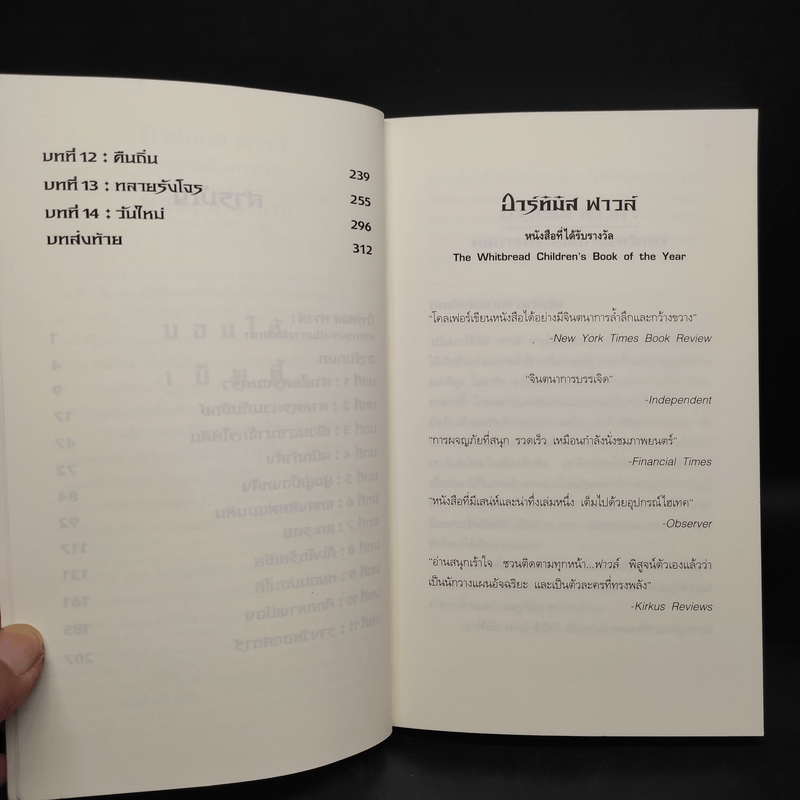 บทที่ 12 : คืนถิ่น 239
บทที่ 13 : ทลายรังโจร 255
บทที่ 14 : วันใหม่ 296
บทส่งท้าย 312
อาร์ทิมิส ฟาวล์
หนังสือที่ได้รับรางวัล
The Whitbread Children's Book of the Year
"โคลเฟอร์เขียนหนังสือได้อย่างมีจินตนาการล้ำลึกและกว้างขวาง"
-New York Times Book Review
"จินตนาการบรรเจิด"
-Independent
"การผจญภัยที่สนุก รวดเร็ว เหมือนกำลังนั่งชมภาพยนตร์"
-Financial Times
"หนังสือที่มีเสน่ห์และน่าทึ่งเล่มหนึ่ง เต็มไปด้วยอุปกรณ์ไฮเทค"
-Observer
"อ่านสนุกเร้าใจ ชวนติดตามทุกหน้า...ฟาวล์ พิสูจน์ตัวเองแล้วว่า
เป็นนักวางแผนอัจฉริยะ และเป็นตัวละครที่ทรงพลัง"
-Kirkus Reviews